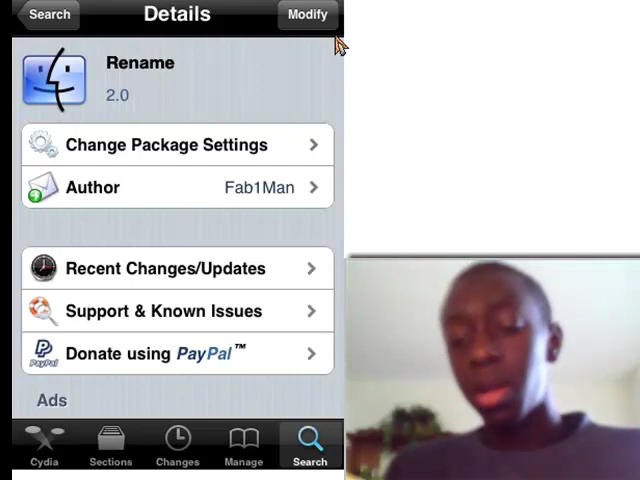 Search
Details
Modify
Rename
2.0
Change Package Settings
Author
Fab1Man
Recent Changes/Updates
Support & Known Issues
PayPal
Donate using PayPal™
Ads
Cydia
Sections
Changes
Manage
Search